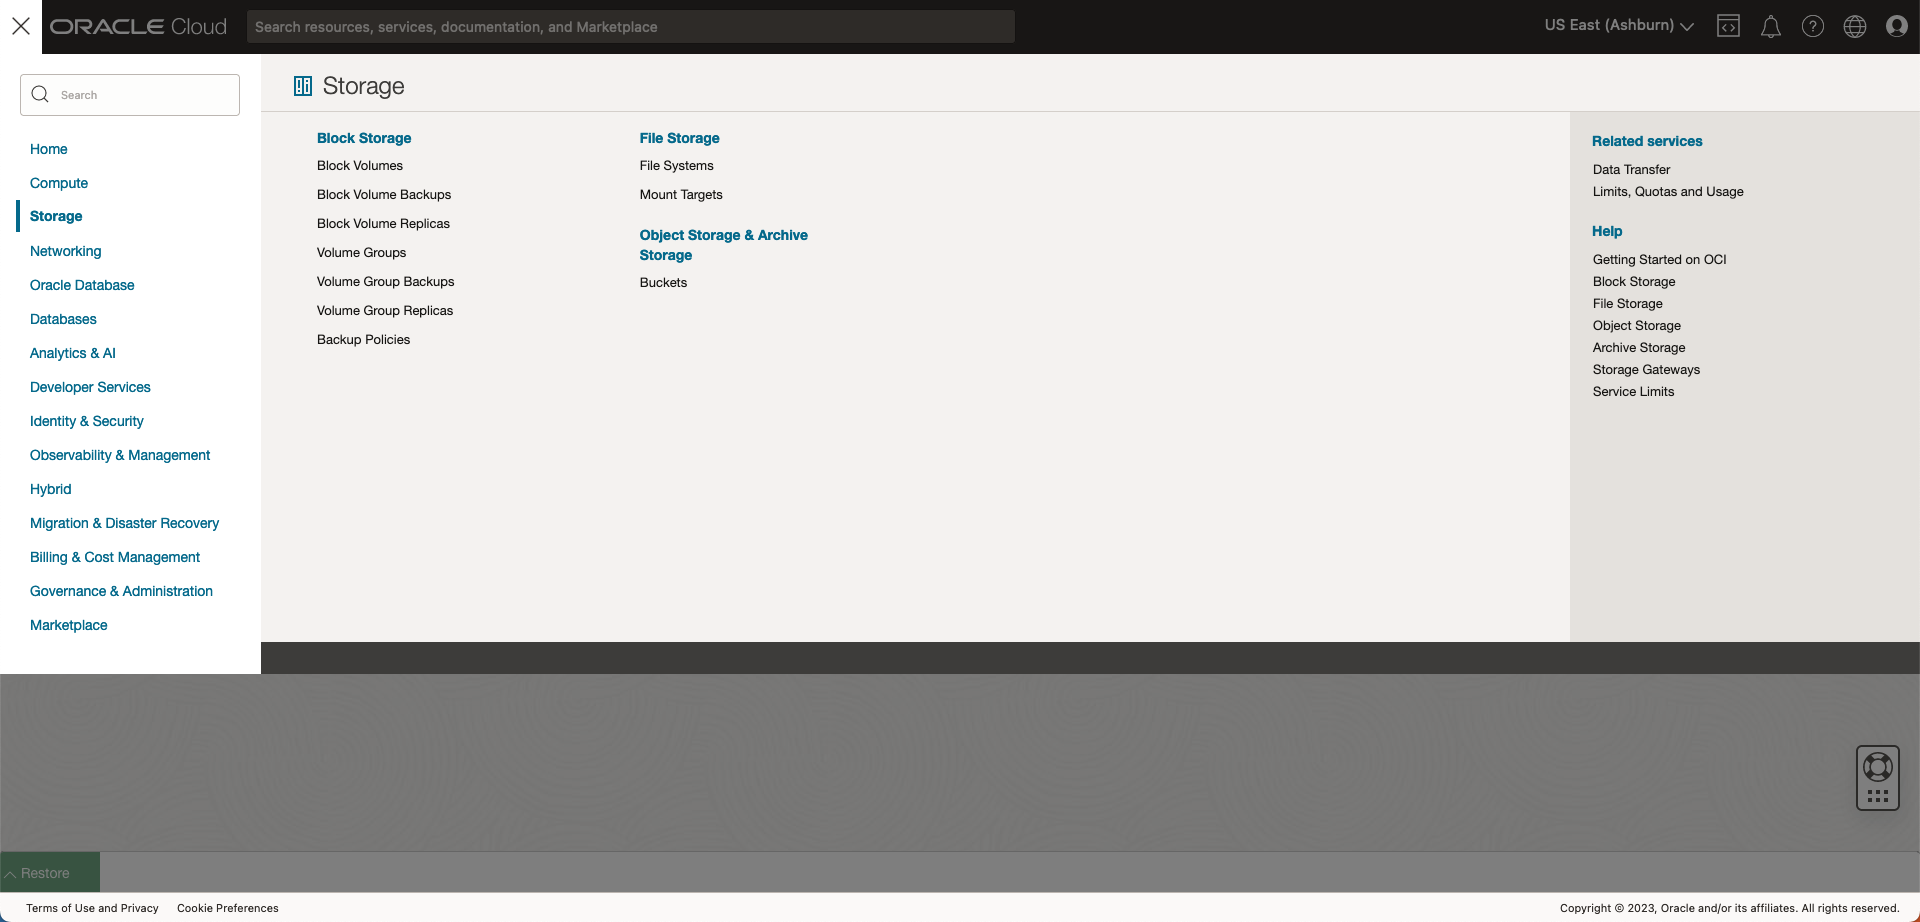 ORACLE Cloud
Search resources, services, documentation, and Marketplace
US East (Ashburn)
Search
Home
Compute
Storage
Networking
Oracle Database
Databases
Analytics & AI
Developer Services
Identity & Security
Observability & Management
Hybrid
Migration & Disaster Recovery
Billing & Cost Management
Governance & Administration
Marketplace
Storage
Block Storage
Block Volumes
Block Volume Backups
Block Volume Replicas
Volume Groups
Volume Group Backups
Volume Group Replicas
Backup Policies
File Storage
File Systems
Mount Targets
Object Storage & Archive
Storage
Buckets
Related services
Data Transfer
Limits, Quotas and Usage
Help
Getting Started on OCI
Block Storage
File Storage
Object Storage
Archive Storage
Storage Gateways
Service Limits
Restore
Terms of Use and Privacy
Cookie Preferences
Copyright © 2023, Oracle and/or its affiliates. All rights reserved.